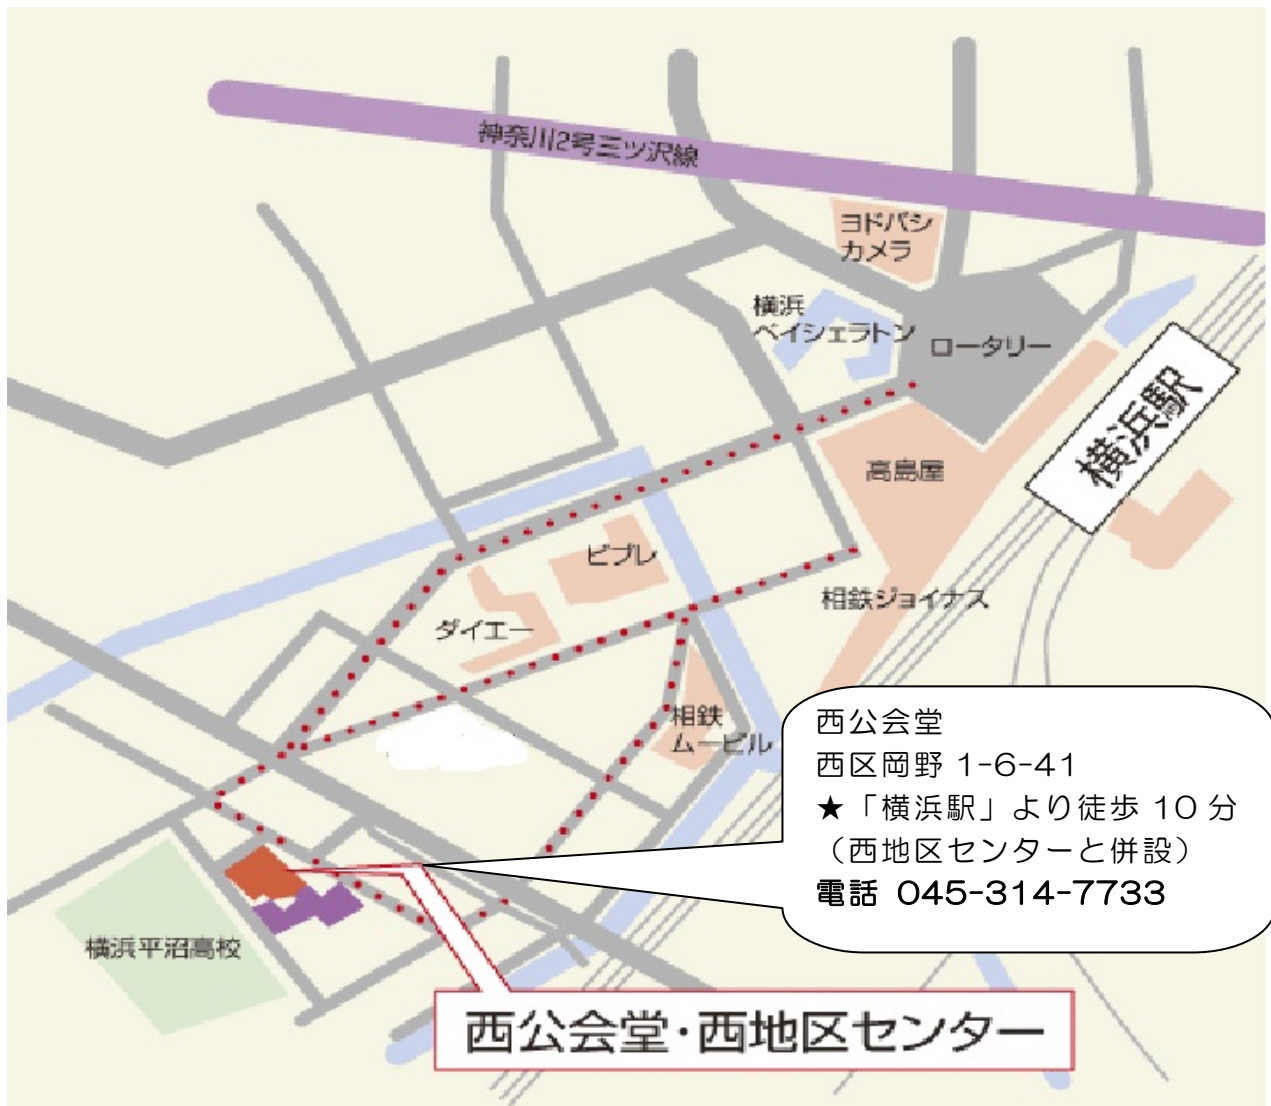 神奈川2号三ツ沢線
ヨドバシ
カメラ
横浜
ベイシェラトン
ロータリー
横浜駅
高島屋
ビブレ
相鉄ジョイナス
ダイエー
相鉄
ムービル
西公会堂
西区岡野 1-6-41
★「横浜駅」より徒歩 10 分
（西地区センターと併設）
電話 045-314-7733
横浜平沼高校
西公会堂・西地区センター